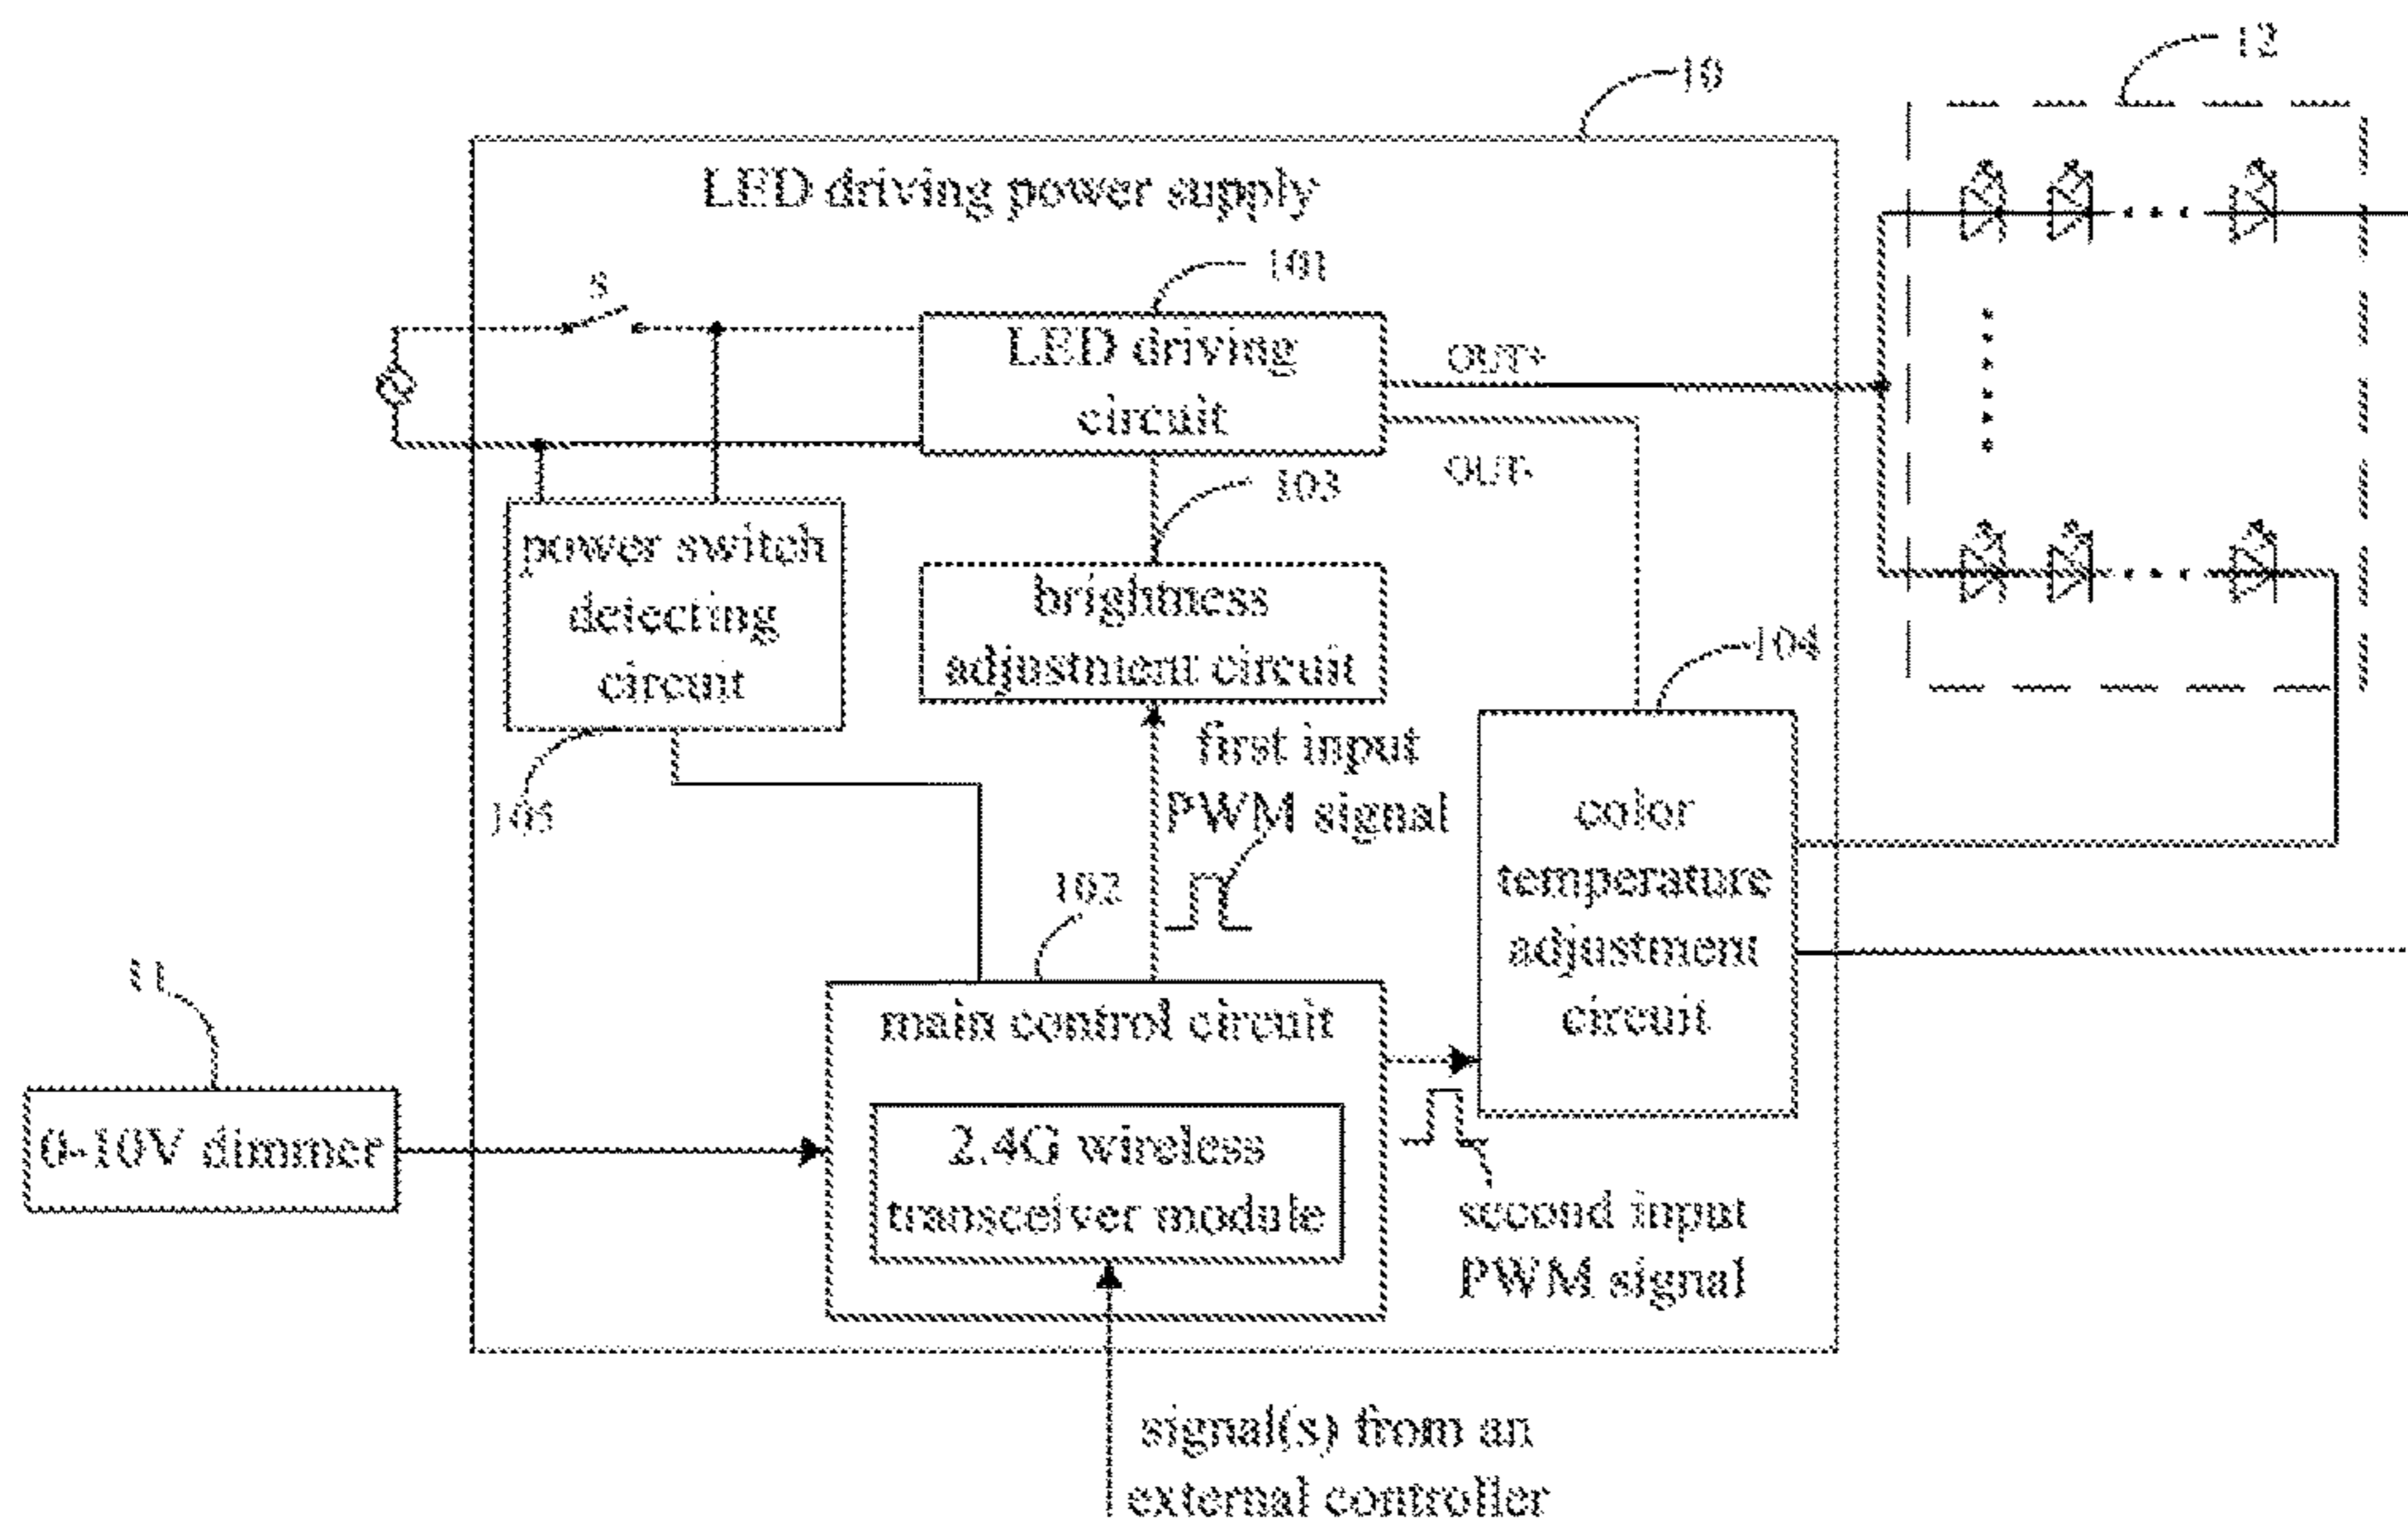 12
10
LED driving power supply
S
101
LED driving
circuit
OUT+
OUT-
103
power switch
detecting
circuit
brightness
adjustment circuit
104
105
first input
PWM signal
color
temperature
adjustment
circuit
102
11
main control circuit
0-10V dimmer
2.4G wireless
transceiver module
second input
PWM signal
signal(s) from an
external controller